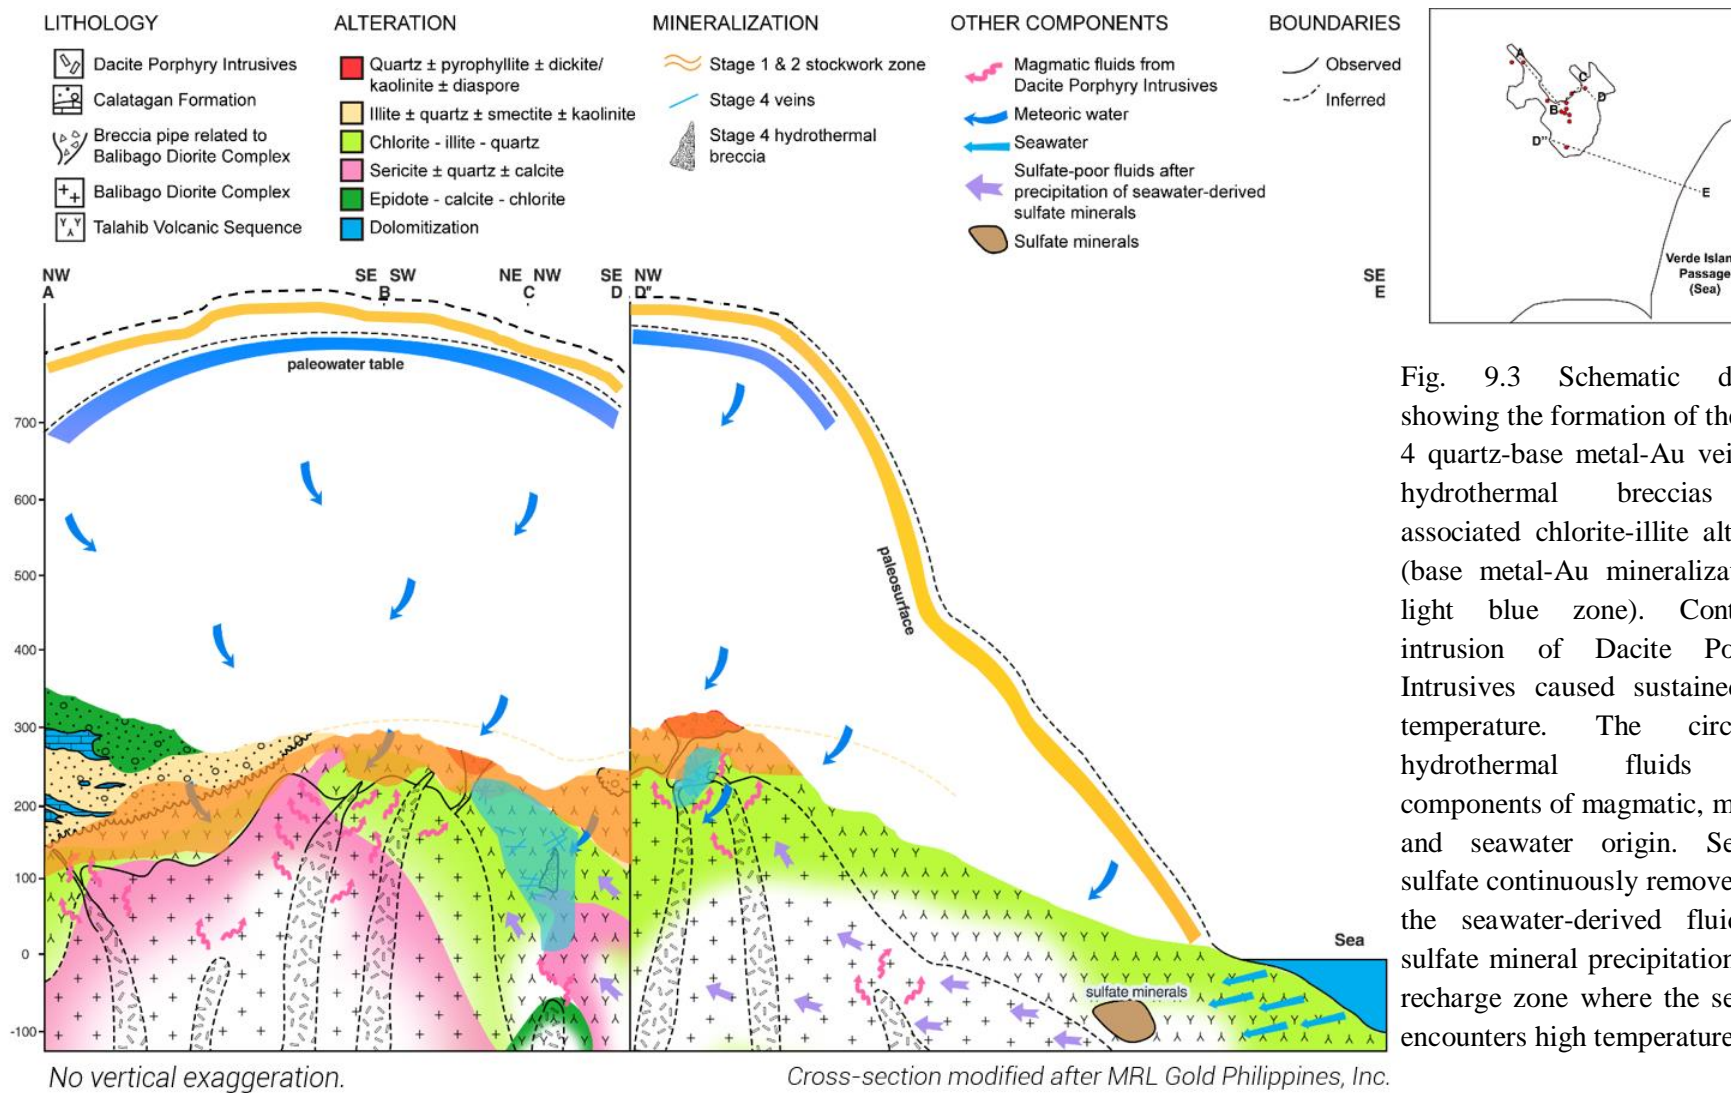 LITHOLOGY
Dacite Porphyry Intrusives
Calatagan Formation
Breccia pipe related to
Balibago Diorite Complex
Balibago Diorite Complex
Talahib Volcanic Sequence
ALTERATION
Quartz ± pyrophyllite ± dickite/
kaolinite ± diaspore
Illite ± quartz ± smectite ± kaolinite
Chlorite - illite - quartz
Sericite ± quartz ± calcite
Epidote - calcite - chlorite
Dolomitization
MINERALIZATION
Stage 1 & 2 stockwork zone
Stage 4 veins
Stage 4 hydrothermal
breccia
OTHER COMPONENTS
Magmatic fluids from
Dacite Porphyry Intrusives
Meteoric water
Seawater
Sulfate-poor fluids after
precipitation of seawater-derived
sulfate minerals
Sulfate minerals
BOUNDARIES
Observed
Inferred
A
C
B
D
D"
E
Verde Islan
Passage
(Sea)
NW SE SW NE NW SE NW SE
A B C D D" E
paleowater table
paleosurface
700
600
500
400
300
200
100
0
-100
Sea
sulfate minerals
No vertical exaggeration.
Cross-section modified after MRL Gold Philippines, Inc.
Fig. 9.3 Schematic d
showing the formation of the
4 quartz-base metal-Au vei
hydrothermal breccias
associated chlorite-illite alt
(base metal-Au mineraliza
light blue zone). Cont
intrusion of Dacite Po
Intrusives caused sustained
temperature. The circ
hydrothermal fluids
components of magmatic, m
and seawater origin. Se
sulfate continuously remove
the seawater-derived flui
sulfate mineral precipitation
recharge zone where the se
encounters high temperature